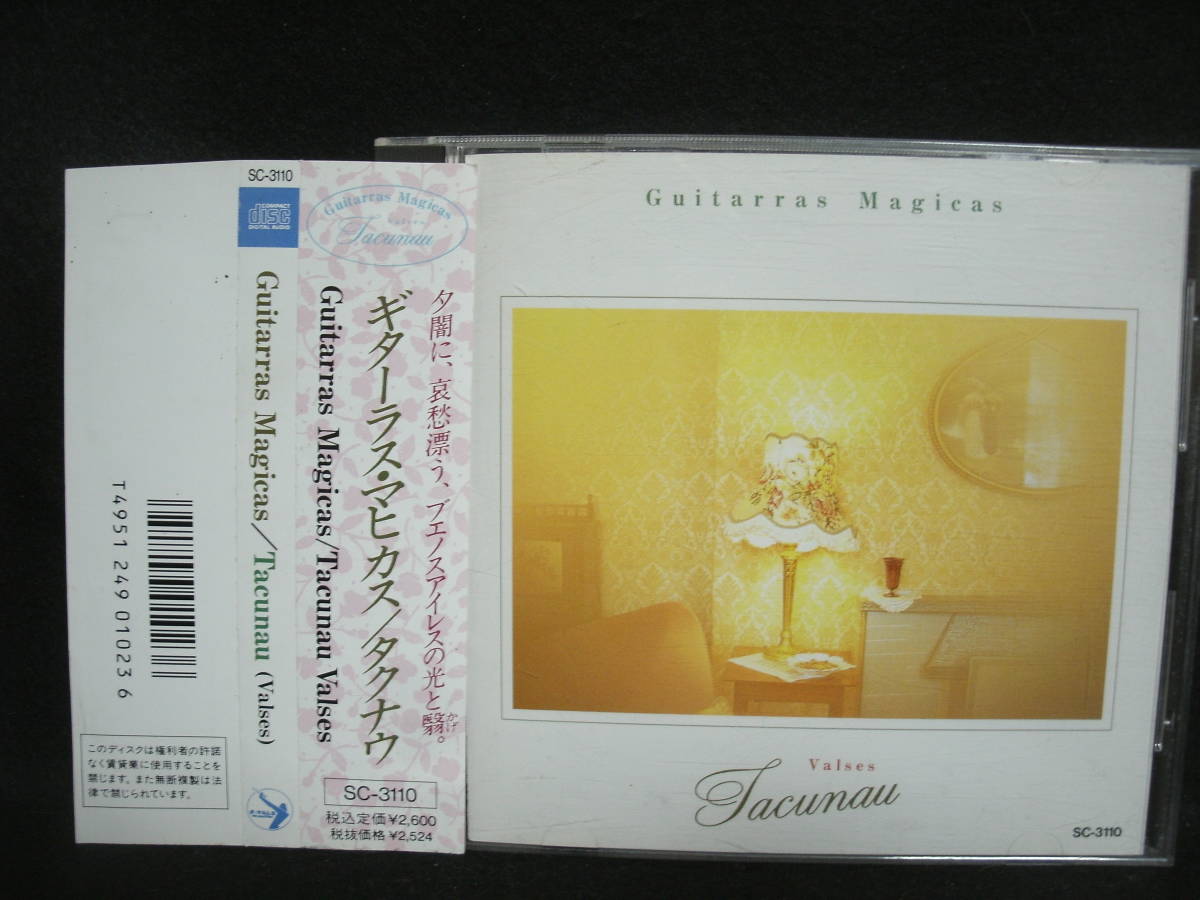 T4951 249 01023 6
このディスクは権利者の許諾
なく賃貸業に使用することを
禁じます。また無断複製は法
律で禁じられています。
SC-3110
COMPACT
disc
DIGITAL AUDIO
Guitarras Magicas/Tacunau (Valses)
Guitarras Magicas
Valses
Tacunau
夕闇に、哀愁漂う、ブエノスアイレスの光と翳。
かげ
ギターラス・マヒカス/タクナウ
Guitarras Magicas/Tacunau Valses
SC-3110
税込定価¥2,600
税抜価格¥2,524
Guitarras Magicas
Valses
Tacunau
SC-3110